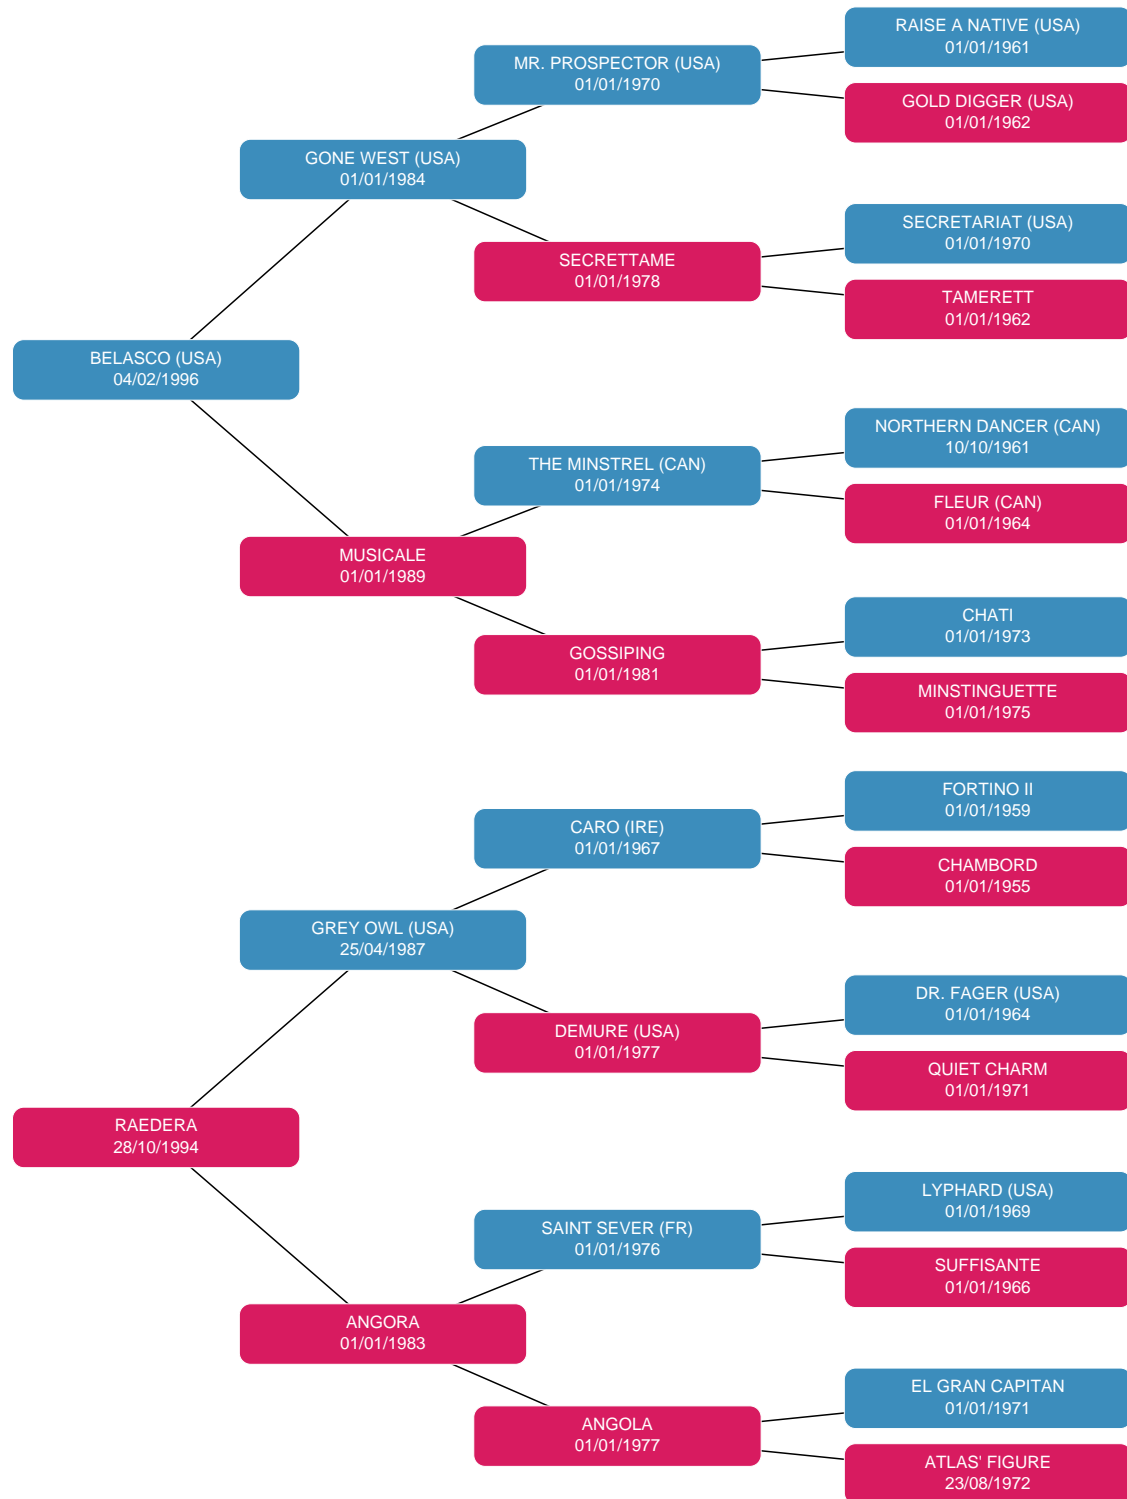 RAISE A NATIVE (USA)
01/01/1961
MR. PROSPECTOR (USA)
01/01/1970
GOLD DIGGER (USA)
01/01/1962
GONE WEST (USA)
01/01/1984
SECRETARIAT (USA)
01/01/1970
SECRETTAME
01/01/1978
TAMERETT
01/01/1962
BELASCO (USA)
04/02/1996
NORTHERN DANCER (CAN)
10/10/1961
THE MINSTREL (CAN)
01/01/1974
FLEUR (CAN)
01/01/1964
MUSICALE
01/01/1989
CHATI
01/01/1973
GOSSIPING
01/01/1981
MINSTINGUETTE
01/01/1975
FORTINO II
01/01/1959
CARO (IRE)
01/01/1967
CHAMBORD
01/01/1955
GREY OWL (USA)
25/04/1987
DR. FAGER (USA)
01/01/1964
DEMURE (USA)
01/01/1977
QUIET CHARM
01/01/1971
RAEDERA
28/10/1994
LYPHARD (USA)
01/01/1969
SAINT SEVER (FR)
01/01/1976
SUFFISANTE
01/01/1966
ANGORA
01/01/1983
EL GRAN CAPITAN
01/01/1971
ANGOLA
01/01/1977
ATLAS' FIGURE
23/08/1972